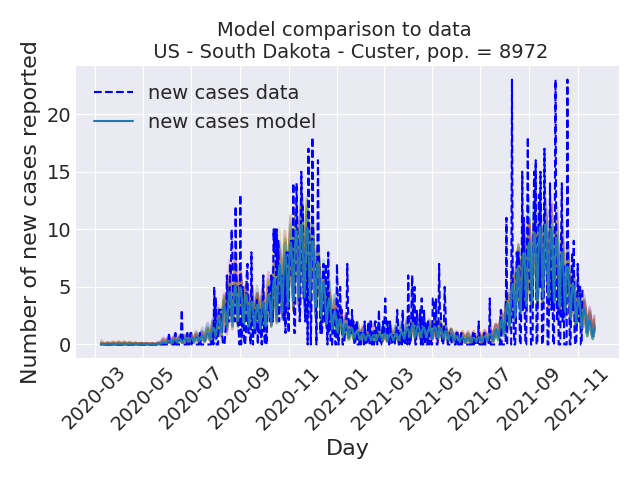 Model comparison to data
US - South Dakota - Custer, pop. = 8972
Number of new cases reported
new cases data
new cases model
20
15
10
5
0
2020-03
2020-05
2020-07
2020-09
2020-11
2021-01
2021-03
2021-05
2021-07
2021-09
2021-11
Day